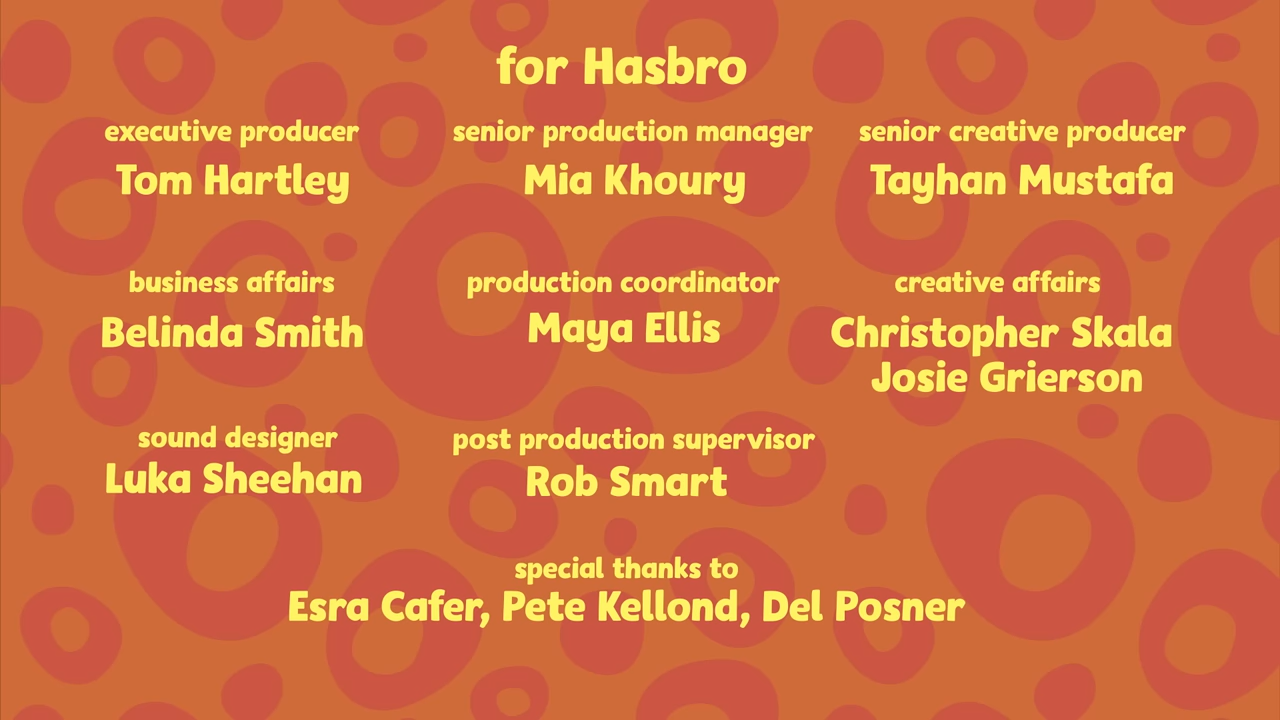 for Hasbro
executive producer
Tom Hartley
senior production manager
Mia Khoury
senior creative producer
Tayhan Mustafa
business affairs
Belinda Smith
production coordinator
Maya Ellis
creative affairs
Christopher Skala
Josie Grierson
sound designer
Luka Sheehan
post production supervisor
Rob Smart
special thanks to
Esra Cafer, Pete Kellond, Del Posner